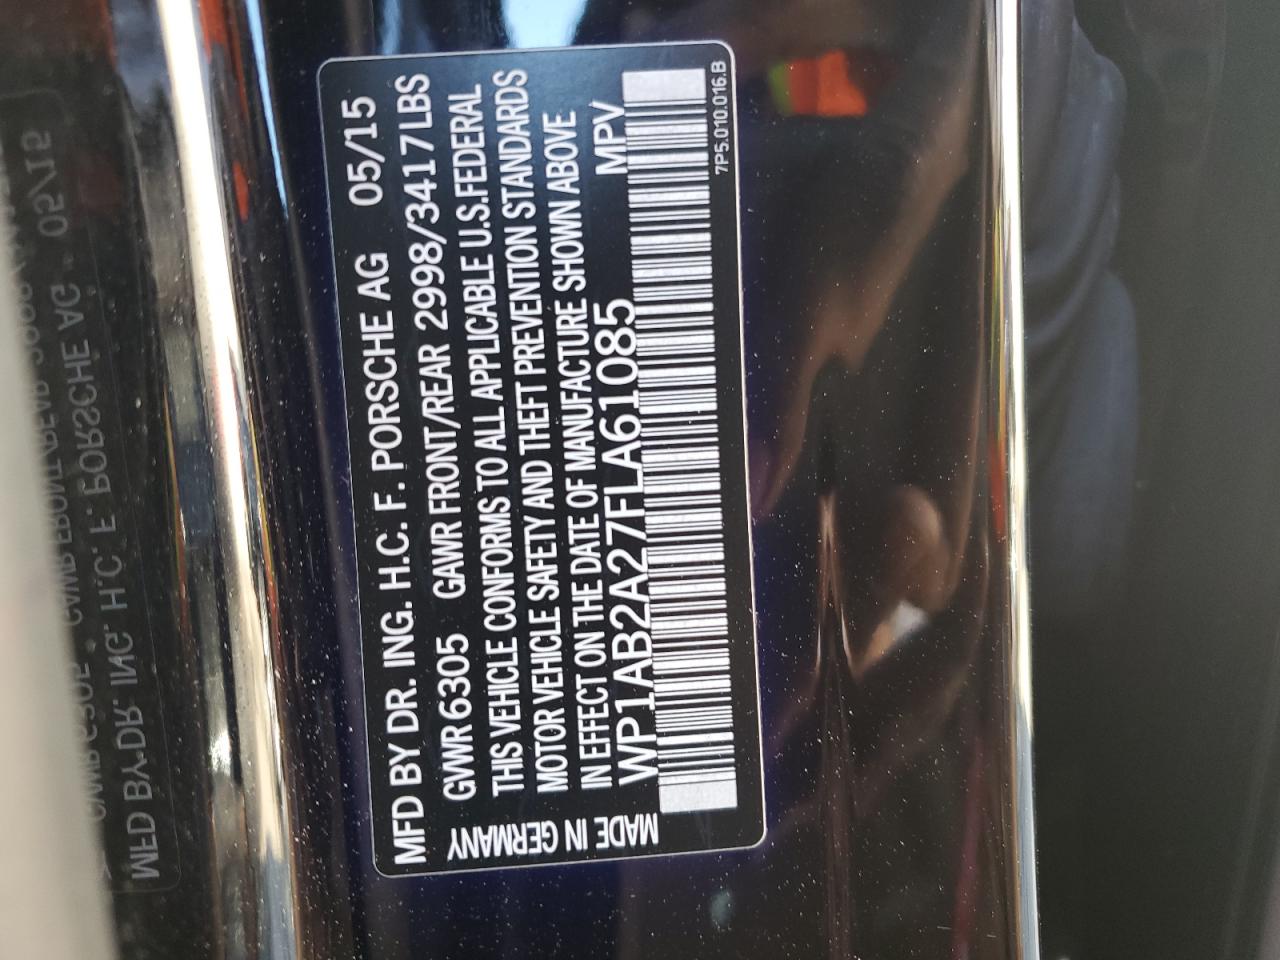 MFD BY DR. ING. H.C. F. PORSCHE AG 05/15
GVWR 6305 GAWR FRONT/REAR 2998/3417LBS
THIS VEHICLE CONFORMS TO ALL APPLICABLE U.S.FEDERAL
MOTOR VEHICLE SAFETY AND THEFT PREVENTION STANDARDS
IN EFFECT ON THE DATE OF MANUFACTURE SHOWN ABOVE
WP1AB2A27FLA61085 MPV
MADE IN GERMANY
7P5.010.016.B